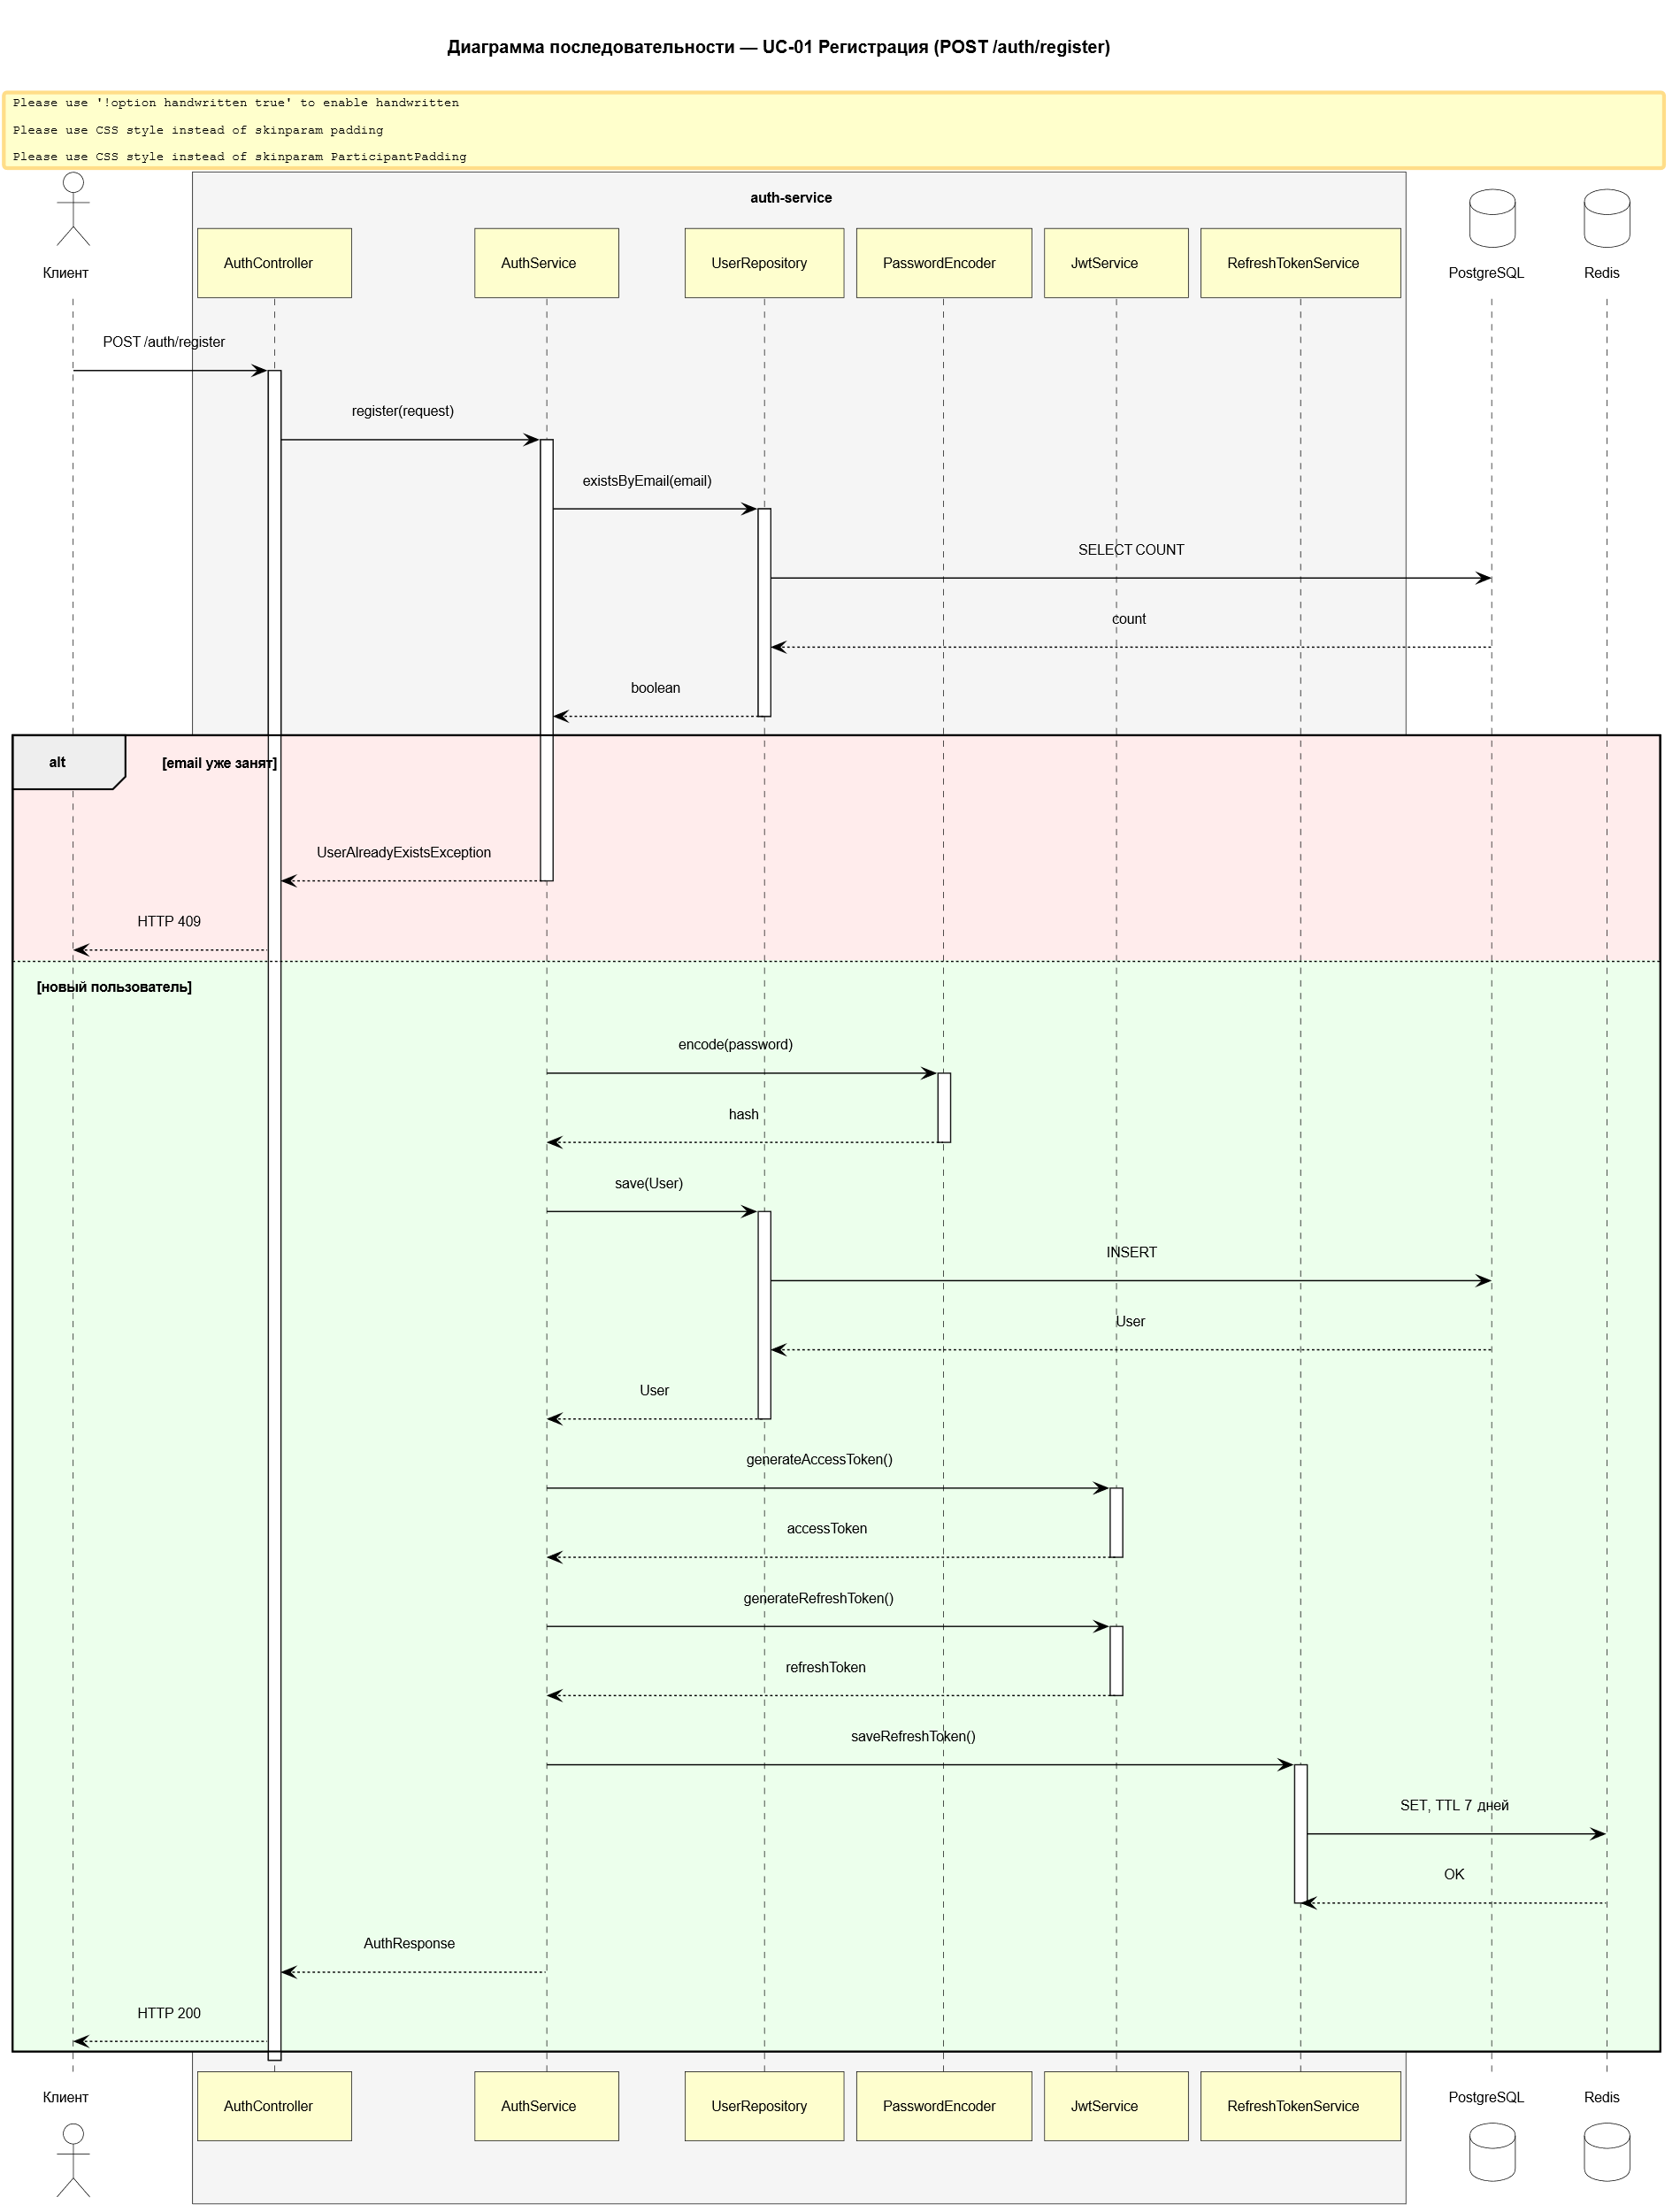 Диаграмма последовательности — UC-01 Регистрация (POST /auth/register)
Please use '!option handwritten true' to enable handwritten
Please use CSS style instead of skinparam padding
Please use CSS style instead of skinparam ParticipantPadding
auth-service
Клиент
AuthController
AuthService
UserRepository
PasswordEncoder
JwtService
RefreshTokenService
PostgreSQL
Redis
POST /auth/register
register(request)
existsByEmail(email)
SELECT COUNT
count
boolean
alt
[email уже занят]
UserAlreadyExistsException
HTTP 409
[новый пользователь]
encode(password)
hash
save(User)
INSERT
User
User
generateAccessToken()
accessToken
generateRefreshToken()
refreshToken
saveRefreshToken()
SET, TTL 7 дней
OK
AuthResponse
HTTP 200
Клиент
AuthController
AuthService
UserRepository
PasswordEncoder
JwtService
RefreshTokenService
PostgreSQL
Redis